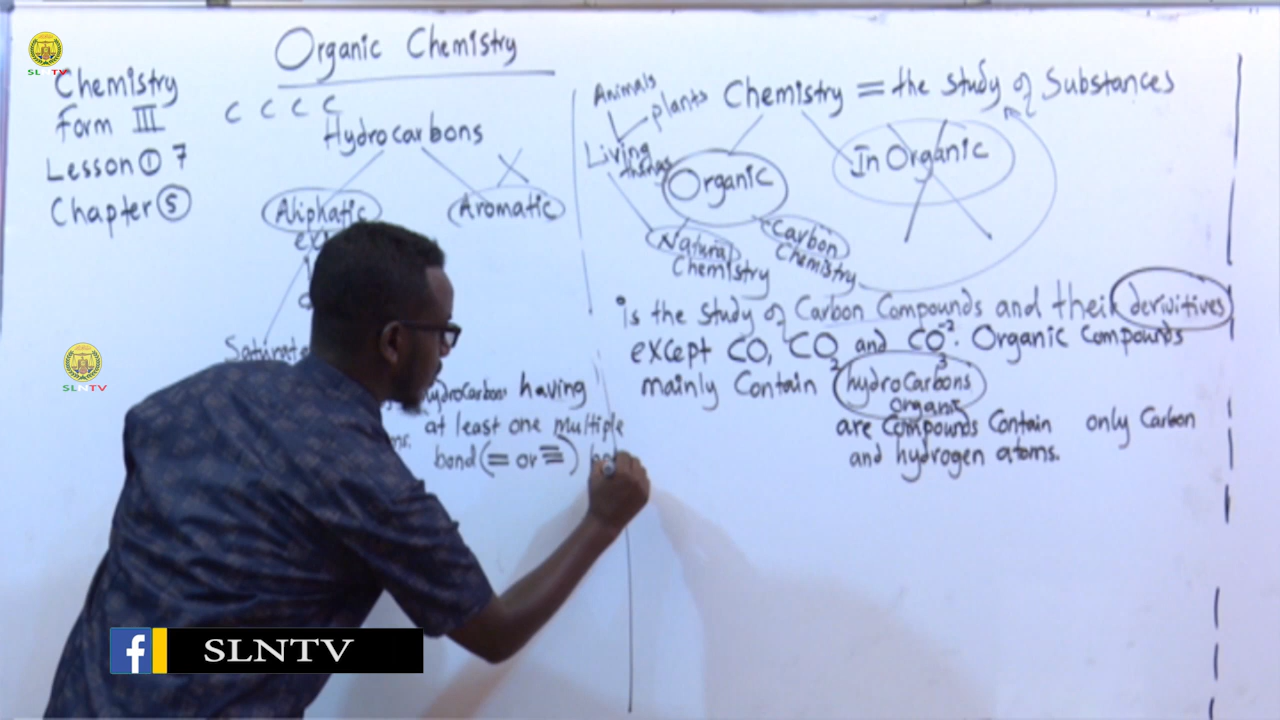 SLNTV
Organic Chemistry
Chemistry
Form III
Lesson ① 7
Chapter ⑤
C C C C
Hydrocarbons
Aliphatic
Aromatic
SLNTV
hydrocarbons having
at least one multiple
bond (= or ≡)
Animals
plants
Living
things
Chemistry = the study of Substances
Organic
In Organic
Natural
Chemistry
Carbon
Chemistry
is the study of Carbon Compounds and their derivitives
except CO, CO2 and CO3-2. Organic Compounds
mainly Contain hydrocarbons
organic
are Compounds Contain only Carbon
and hydrogen atoms.
f SLNTV